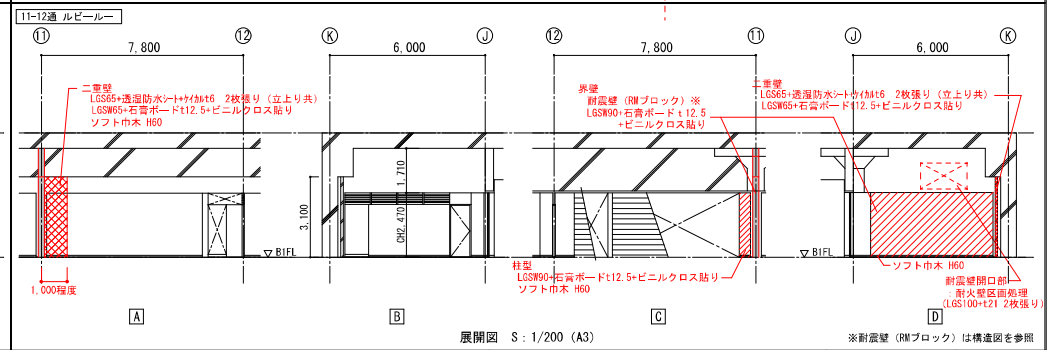 11-12通 ルビールー
11
7,800
12
K
6,000
J
12
7,800
11
J
6,000
K
二重壁
LGS65+透湿防水シート+ケイカルt6 2枚張り (立上り共)
LGSW65+石膏ボードt12.5+ビニルクロス貼り
ソフト巾木 H60
界壁
耐震壁 (RMブロック) ※
LGSW90+石膏ボードt12.5
+ビニルクロス貼り
二重壁
LGS65+透湿防水シート+ケイカルt6 2枚張り (立上り共)
LGSW65+石膏ボードt12.5+ビニルクロス貼り
3,100
1,710
CH2,470
▽B1FL
▽B1FL
1,000程度
柱型
LGSW90+石膏ボードt12.5+ビニルクロス貼り
ソフト巾木 H60
ソフト巾木 H60
耐震壁開口部
:耐火壁区画処理
(LGS100+t21 2枚張り)
A
B
C
D
展開図 S:1/200 (A3)
※耐震壁 (RMブロック) は構造図を参照